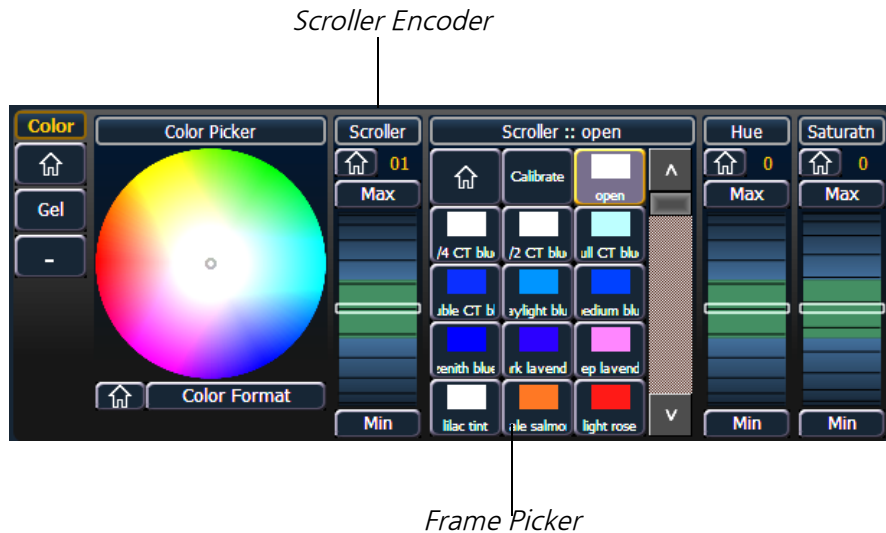 Scroller Encoder
Color
Color Picker
Scroller
Scroller :: open
Hue
Saturatn
01
0
0
Calibrate
open
Max
Max
Max
Gel
-
/4 CT blu
/2 CT blu
ull CT blu
uble CT bl
aylight blu
medium blu
zenith blue
rk lavend
ep lavend
Color Format
lilac tint
ale salmo
light rose
Min
Min
Min
Frame Picker